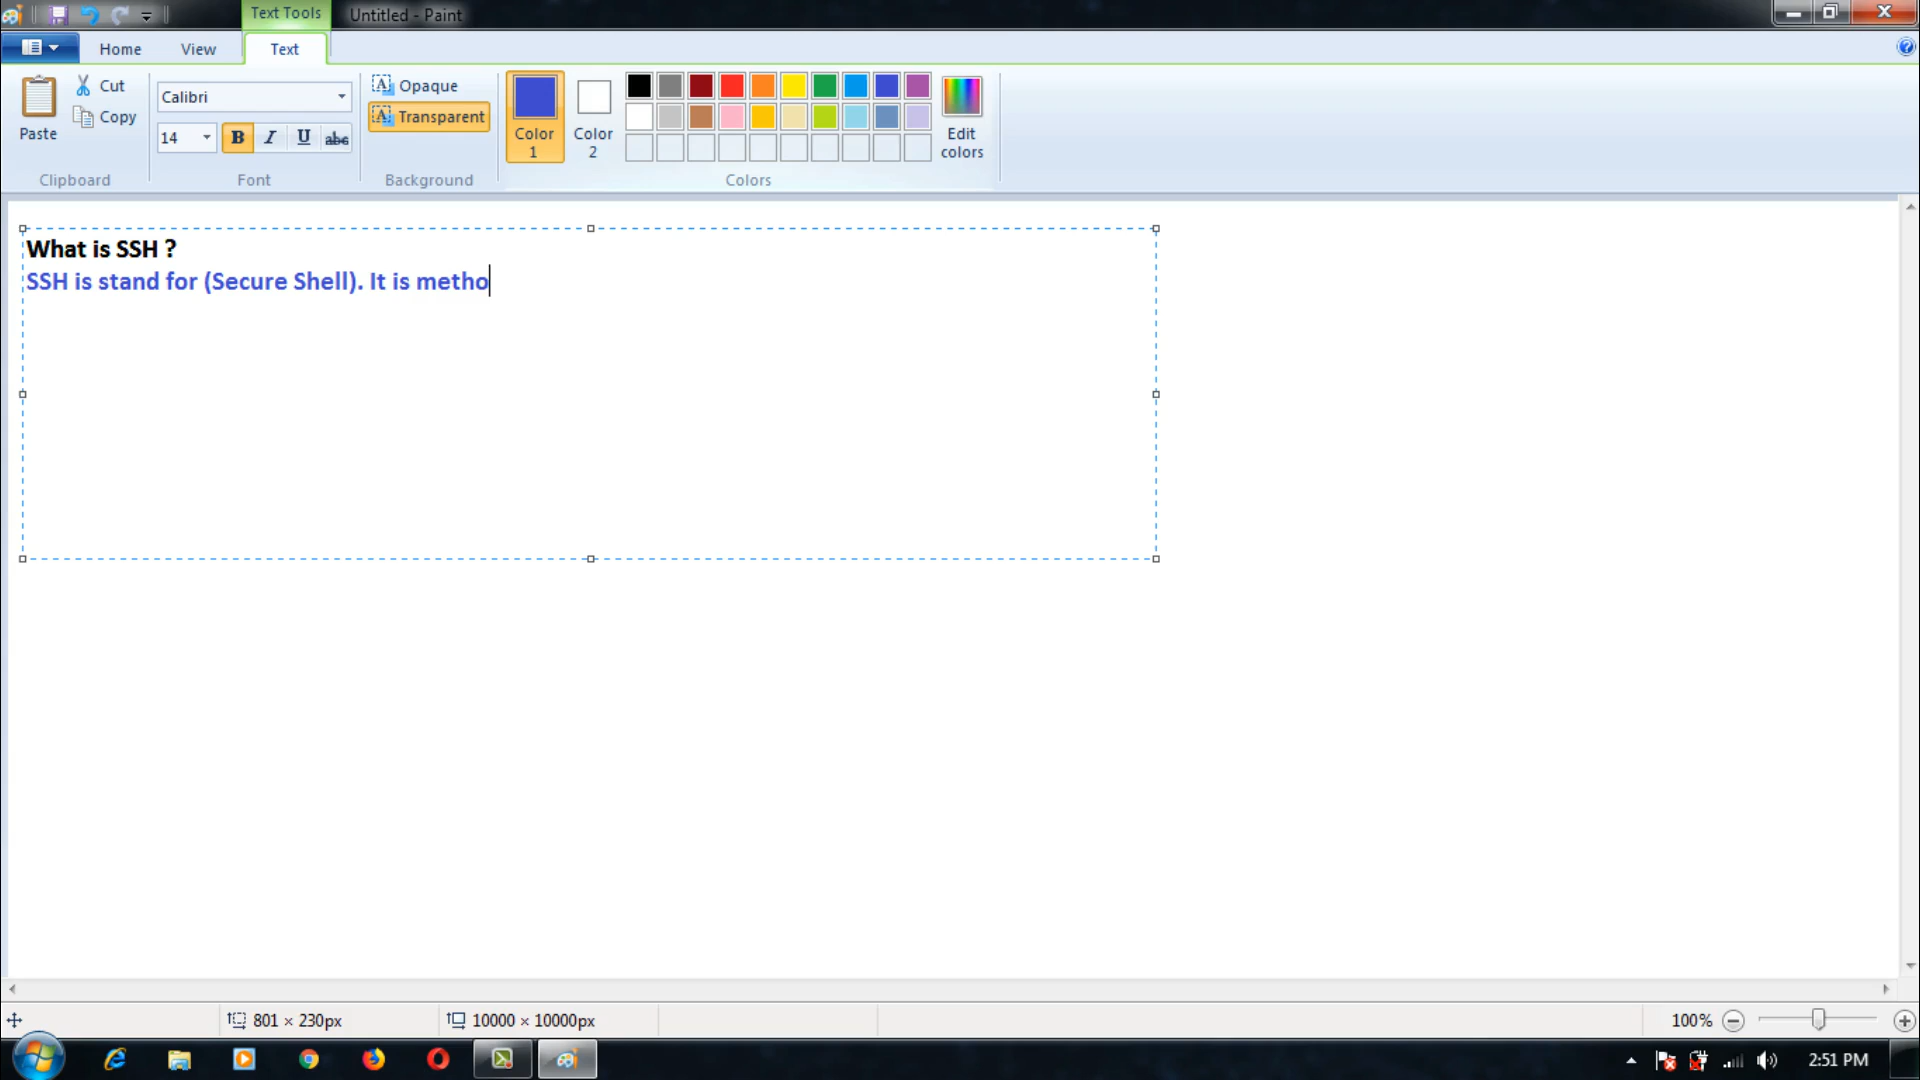 Text Tools
Untitled - Paint
Home
View
Text
Paste
Cut
Copy
Clipboard
Calibri
14
B
I
U
abc
Font
Opaque
Transparent
Background
Color
1
Color
2
Edit
colors
Colors
What is SSH ?
SSH is stand for (Secure Shell). It is metho
801 × 230px
10000 × 10000px
100%
2:51 PM